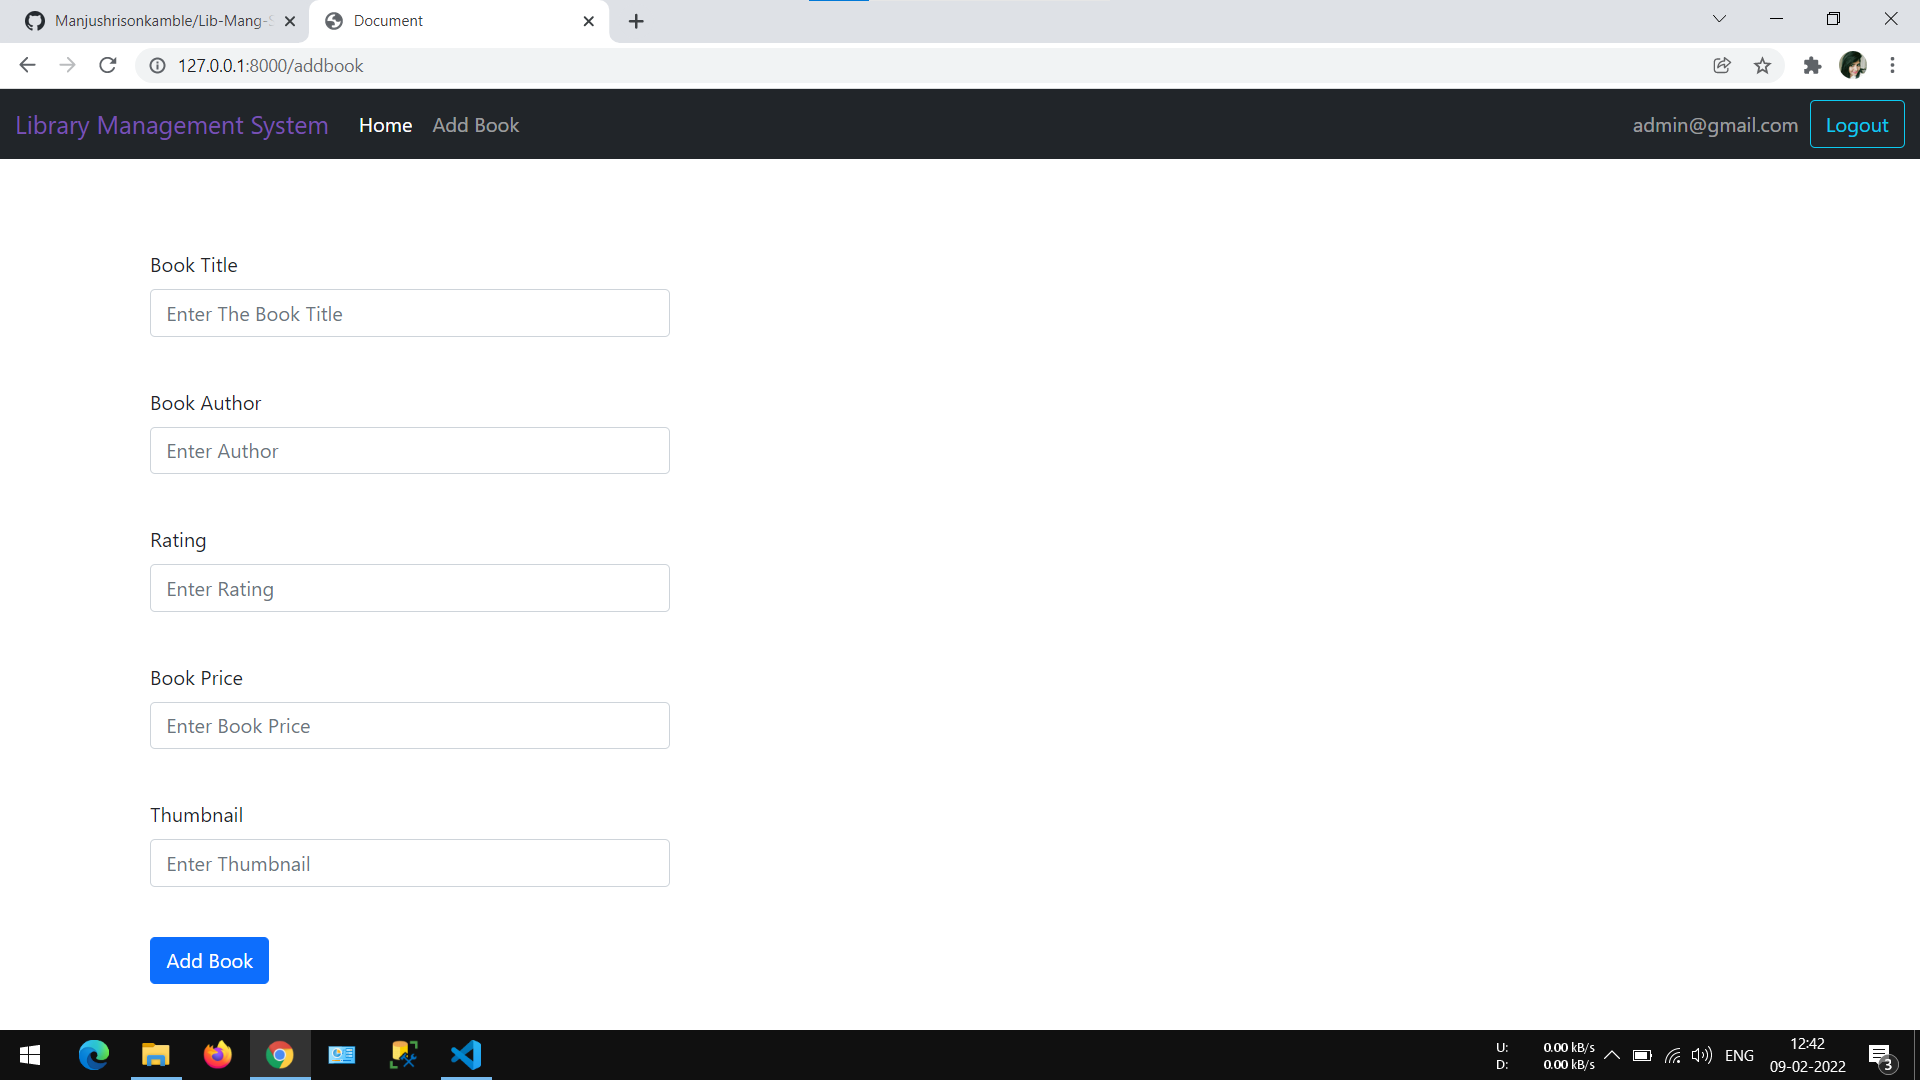 Manjushrisonkamble/Lib-Mang-S
Document
127.0.0.1:8000/addbook
Library Management System
Home
Add Book
admin@gmail.com
Logout
Book Title
Enter The Book Title
Book Author
Enter Author
Rating
Enter Rating
Book Price
Enter Book Price
Thumbnail
Enter Thumbnail
Add Book
U: 0.00 kB/s
D: 0.00 kB/s
ENG
12:42
09-02-2022
3